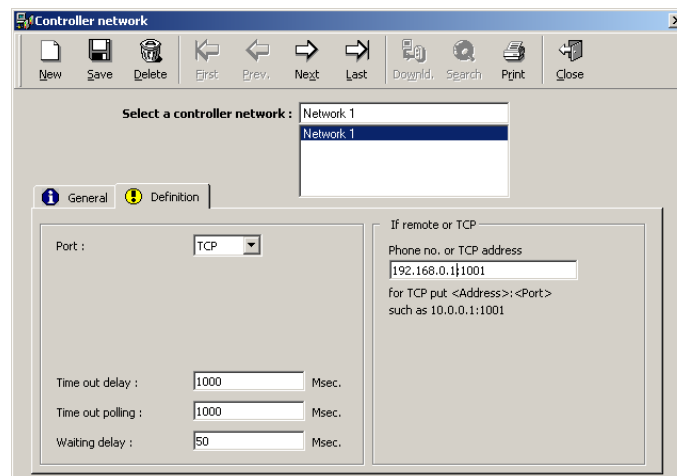 Controller network
New Save Delete First Prev. Next Last Downld. Search Print Close
Select a controller network : Network 1
Network 1
General Definition
If remote or TCP
Port : TCP
Phone no. or TCP address
192.168.0.1:1001
for TCP put <Address>:<Port>
such as 10.0.0.1:1001
Time out delay : 1000 Msec.
Time out polling : 1000 Msec.
Waiting delay : 50 Msec.